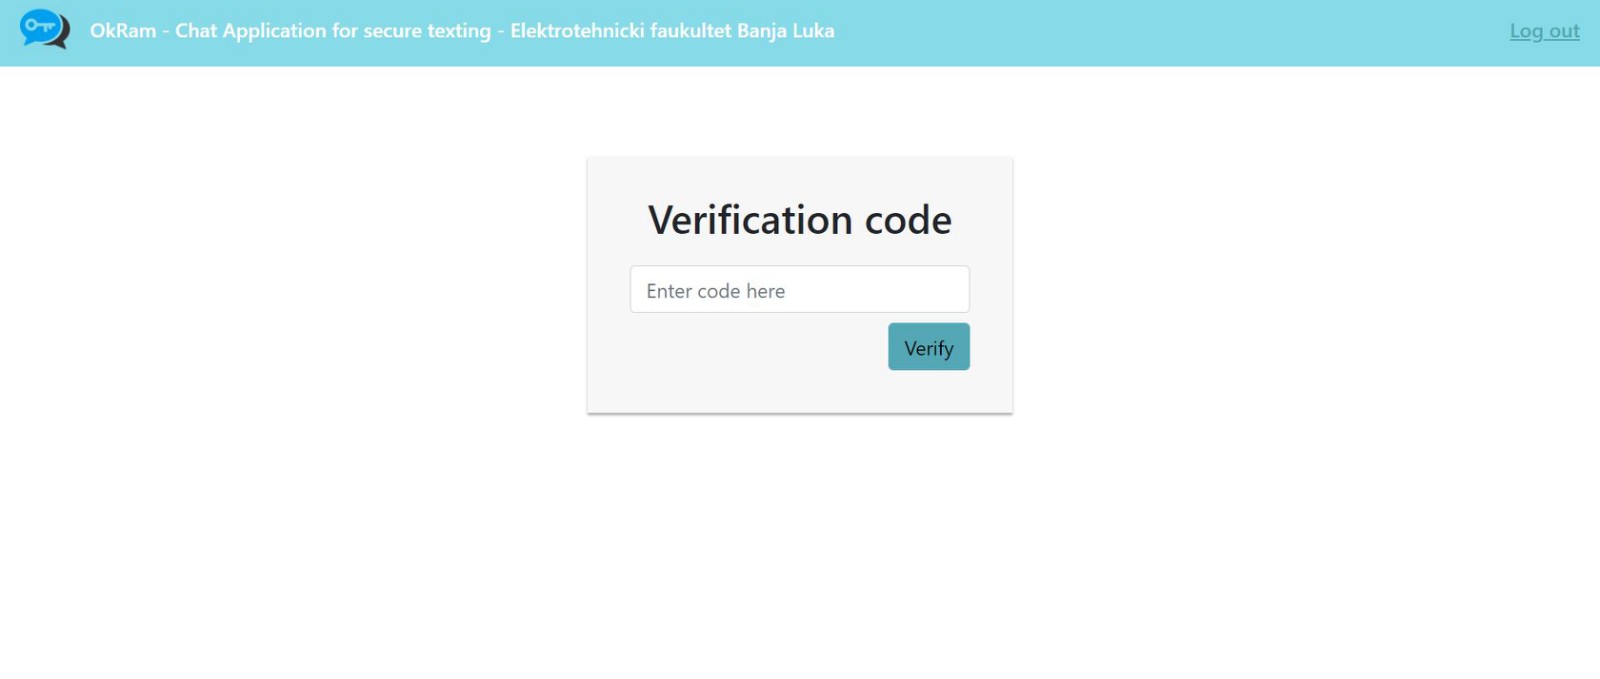 OkRam - Chat Application for secure texting - Elektrotehnicki faukultet Banja Luka
Log out
Verification code
Enter code here
Verify